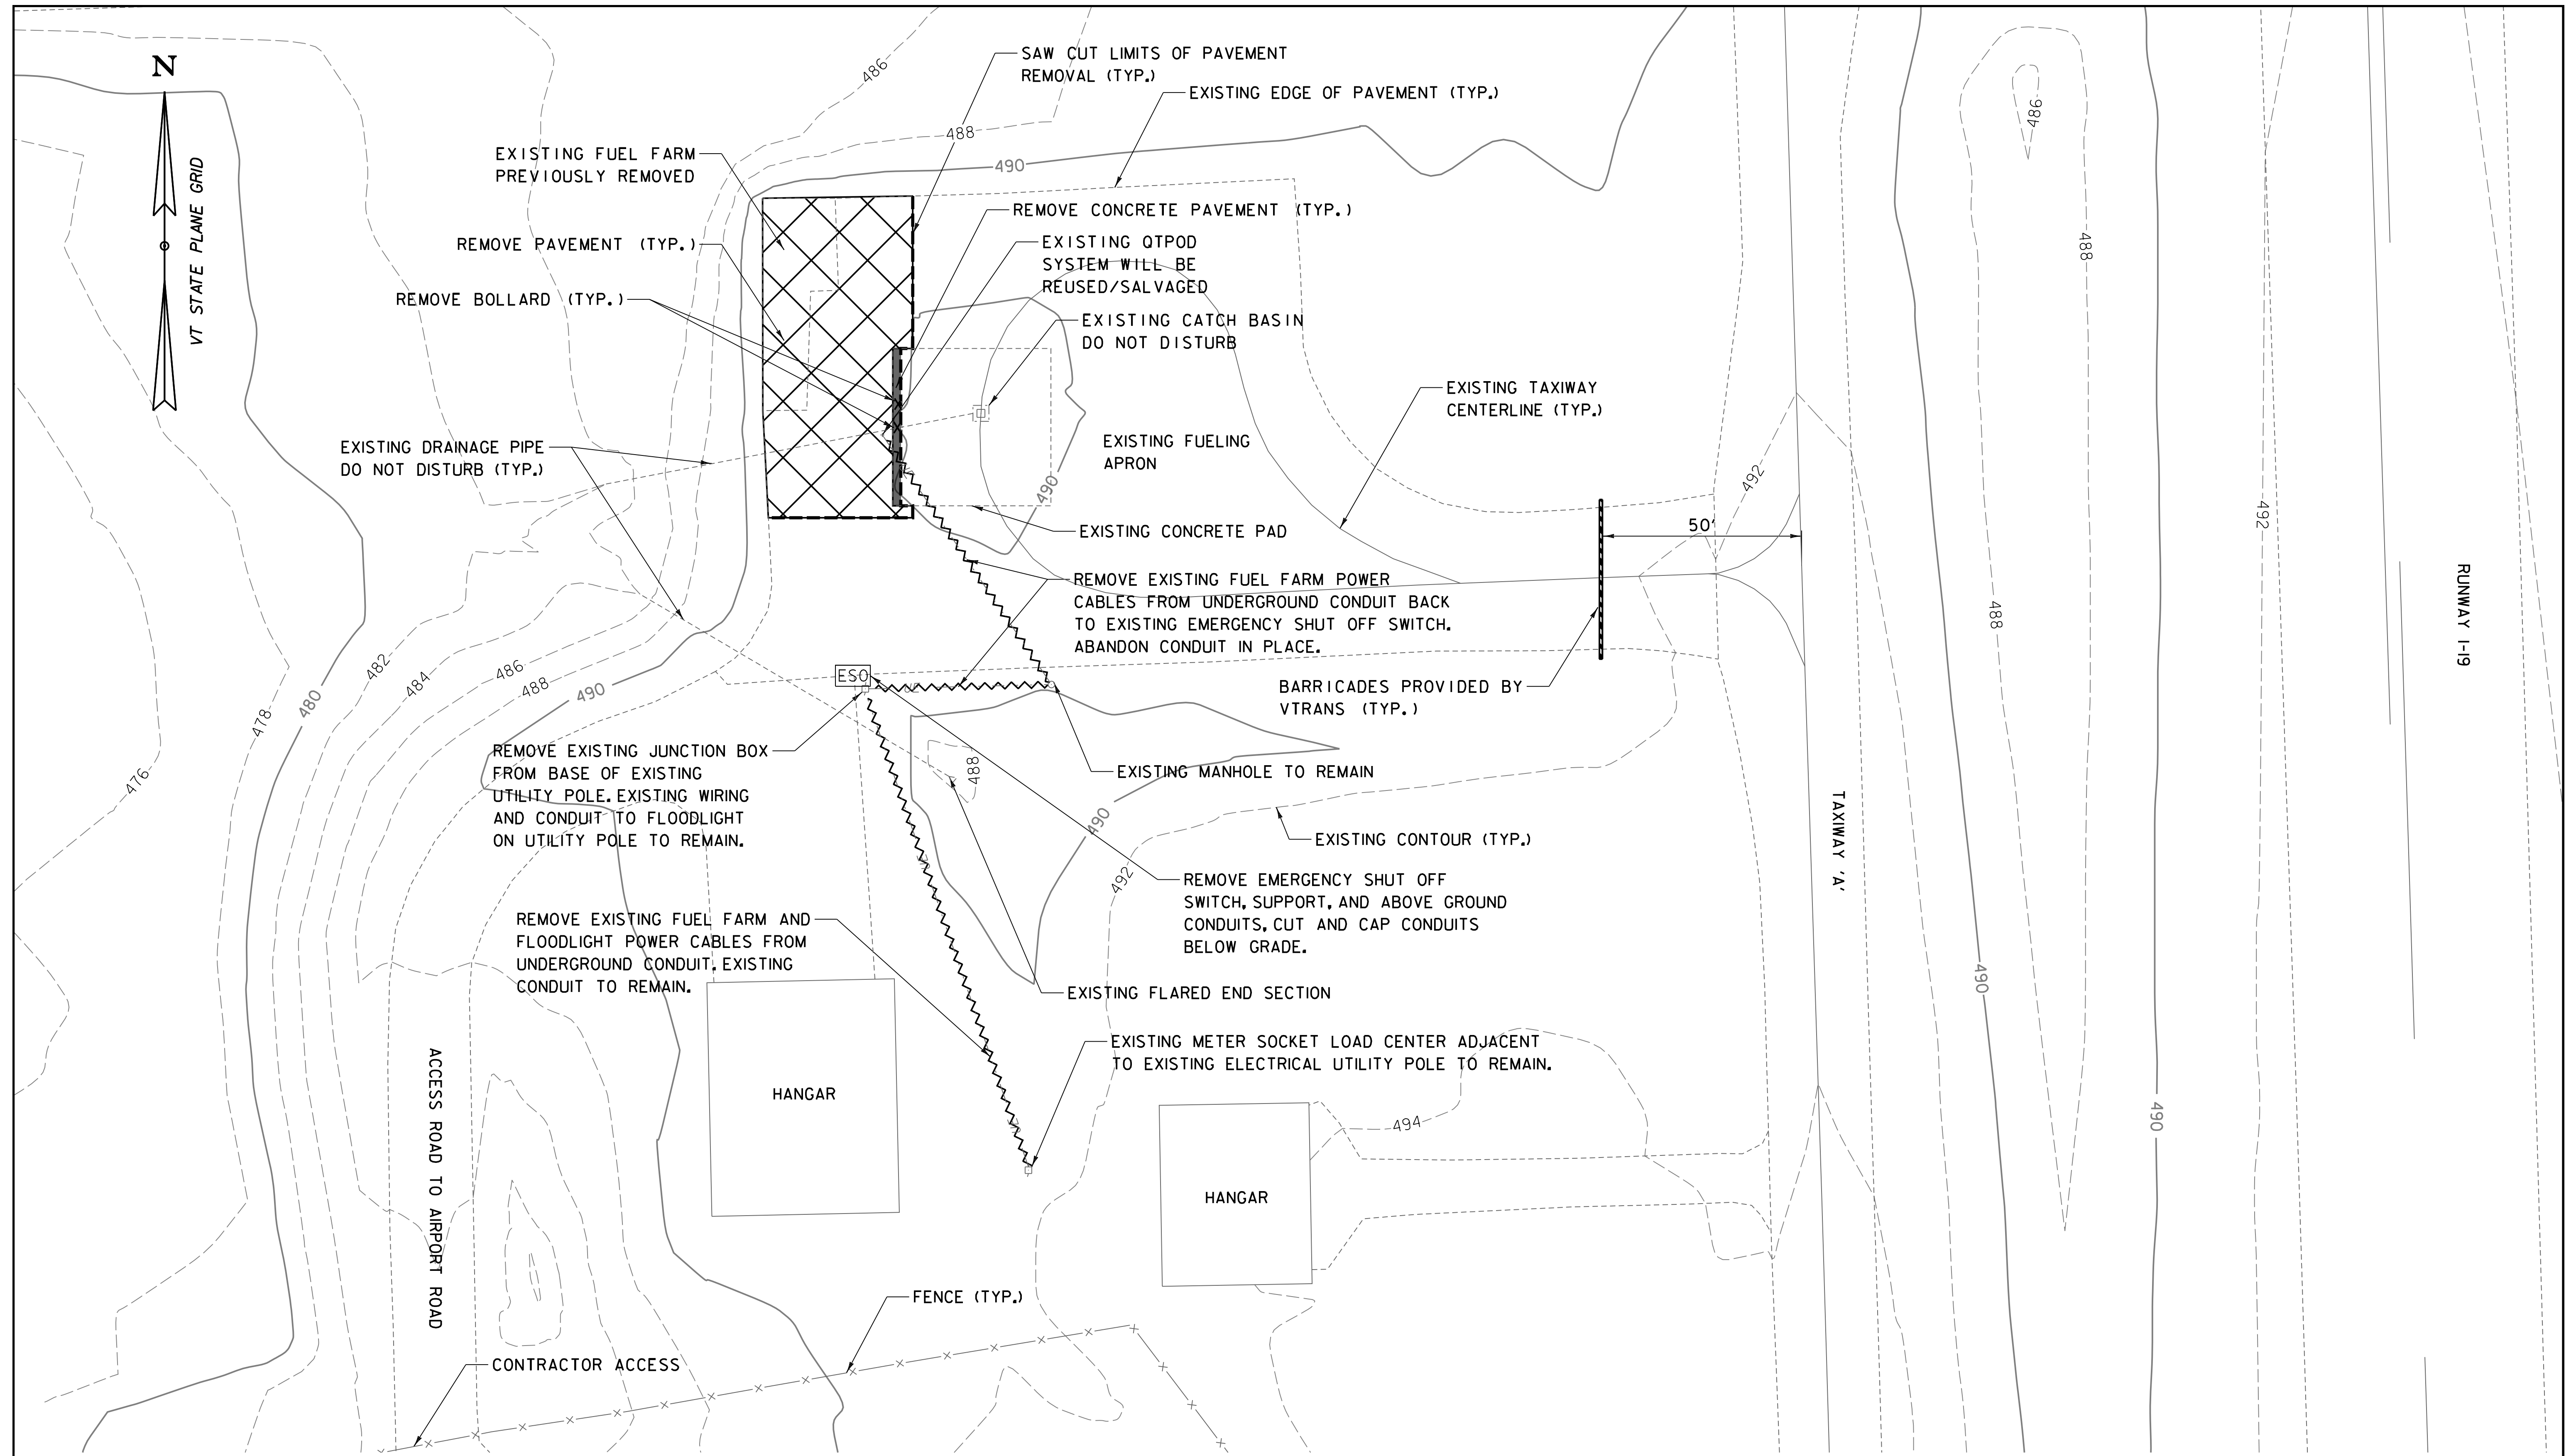 N
VT STATE PLANE GRID
SAW CUT LIMITS OF PAVEMENT
REMOVAL (TYP.)
EXISTING EDGE OF PAVEMENT (TYP.)
EXISTING FUEL FARM
PREVIOUSLY REMOVED
REMOVE CONCRETE PAVEMENT (TYP.)
REMOVE PAVEMENT (TYP.)
EXISTING QTPOD
SYSTEM WILL BE
REUSED/SALVAGED
REMOVE BOLLARD (TYP.)
EXISTING CATCH BASIN
DO NOT DISTURB
EXISTING TAXIWAY
CENTERLINE (TYP.)
EXISTING DRAINAGE PIPE
DO NOT DISTURB (TYP.)
EXISTING FUELING
APRON
EXISTING CONCRETE PAD
50'
REMOVE EXISTING FUEL FARM POWER
CABLES FROM UNDERGROUND CONDUIT BACK
TO EXISTING EMERGENCY SHUT OFF SWITCH.
ABANDON CONDUIT IN PLACE.
ESO
BARRICADES PROVIDED BY
VTRANS (TYP.)
REMOVE EXISTING JUNCTION BOX
FROM BASE OF EXISTING
UTILITY POLE. EXISTING WIRING
AND CONDUIT TO FLOODLIGHT
ON UTILITY POLE TO REMAIN.
EXISTING MANHOLE TO REMAIN
EXISTING CONTOUR (TYP.)
REMOVE EMERGENCY SHUT OFF
SWITCH, SUPPORT, AND ABOVE GROUND
CONDUITS, CUT AND CAP CONDUITS
BELOW GRADE.
REMOVE EXISTING FUEL FARM AND
FLOODLIGHT POWER CABLES FROM
UNDERGROUND CONDUIT. EXISTING
CONDUIT TO REMAIN.
EXISTING FLARED END SECTION
EXISTING METER SOCKET LOAD CENTER ADJACENT
TO EXISTING ELECTRICAL UTILITY POLE TO REMAIN.
HANGAR
HANGAR
FENCE (TYP.)
CONTRACTOR ACCESS
ACCESS ROAD TO AIRPORT ROAD
TAXIWAY 'A'
RUNWAY 1-19
486
488
490
486
488
492
492
490
488
482
484
486
488
490
480
478
476
488
490
492
490
490
494